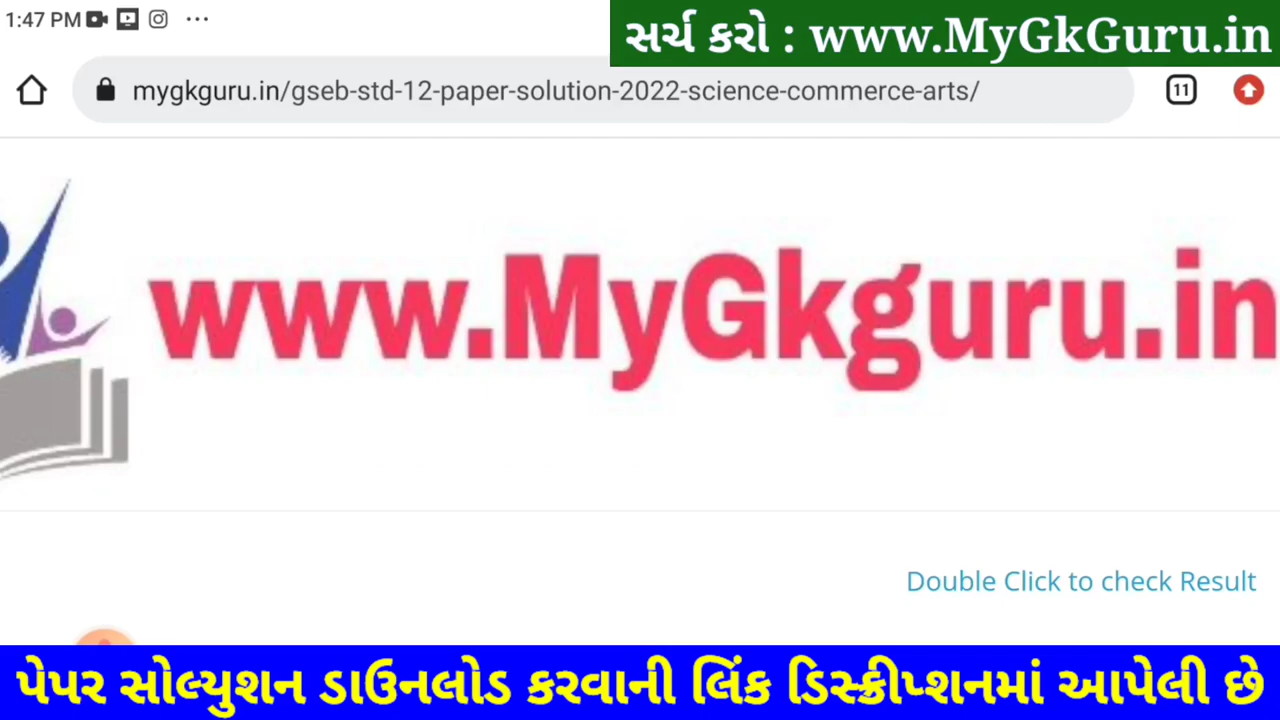 1:47 PM
સર્ચ કરો : www.MyGkGuru.in
mygkguru.in/gseb-std-12-paper-solution-2022-science-commerce-arts/
11
www.MyGkguru.in
Double Click to check Result
પેપર સોલ્યુશન ડાઉનલોડ કરવાની લિંક ડિસ્ક્રીપ્શનમાં આપેલી છે